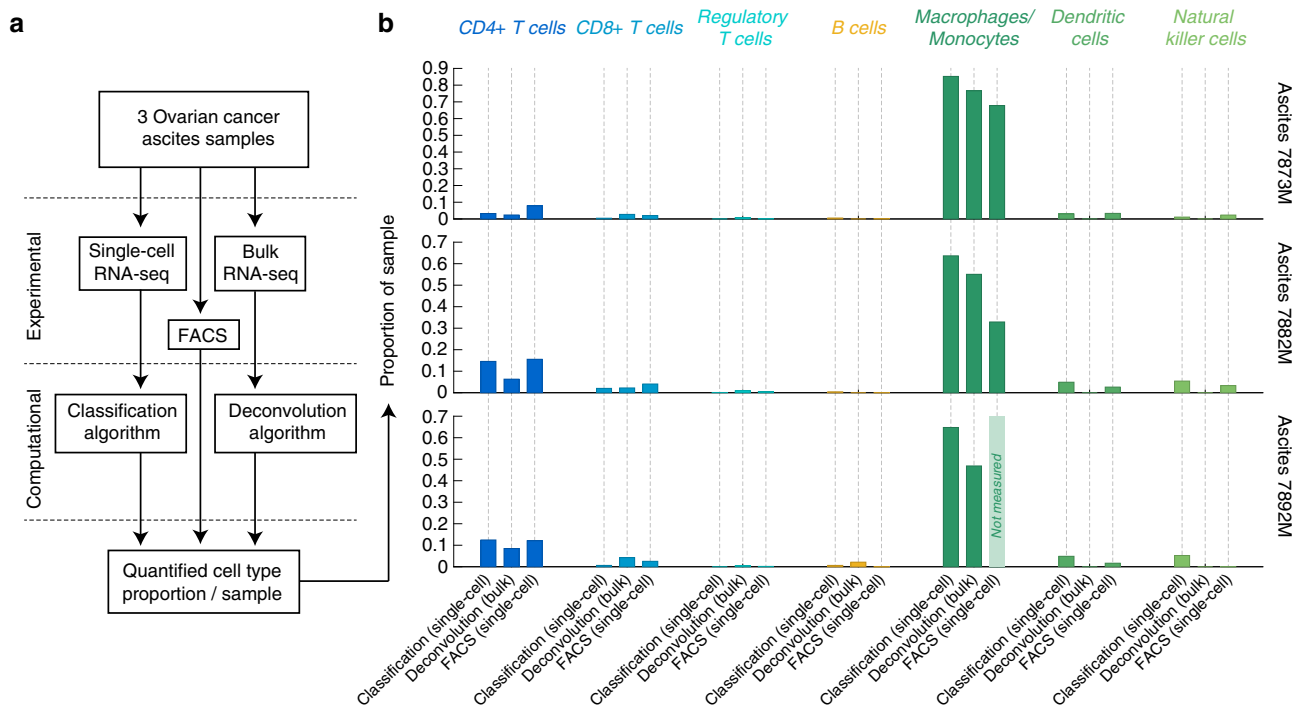 a
3 Ovarian cancer
ascites samples
Experimental
Single-cell
RNA-seq
Bulk
RNA-seq
FACS
Computational
Classification
algorithm
Deconvolution
algorithm
Quantified cell type
proportion / sample
b
CD4+ T cells
CD8+ T cells
Regulatory
T cells
B cells
Macrophages/
Monocytes
Dendritic
cells
Natural
killer cells
Proportion of sample
0.9
0.8
0.7
0.6
0.5
0.4
0.3
0.2
0.1
0
Ascites 7873M
0.7
0.6
0.5
0.4
0.3
0.2
0.1
0
Ascites 7882M
0.7
0.6
0.5
0.4
0.3
0.2
0.1
0
Not measured
Ascites 7892M
Classification (single-cell)
Deconvolution (bulk)
FACS (single-cell)
Classification (single-cell)
Deconvolution (bulk)
FACS (single-cell)
Classification (single-cell)
Deconvolution (bulk)
FACS (single-cell)
Classification (single-cell)
Deconvolution (bulk)
FACS (single-cell)
Classification (single-cell)
Deconvolution (bulk)
FACS (single-cell)
Classification (single-cell)
Deconvolution (bulk)
FACS (single-cell)
Classification (single-cell)
Deconvolution (bulk)
FACS (single-cell)